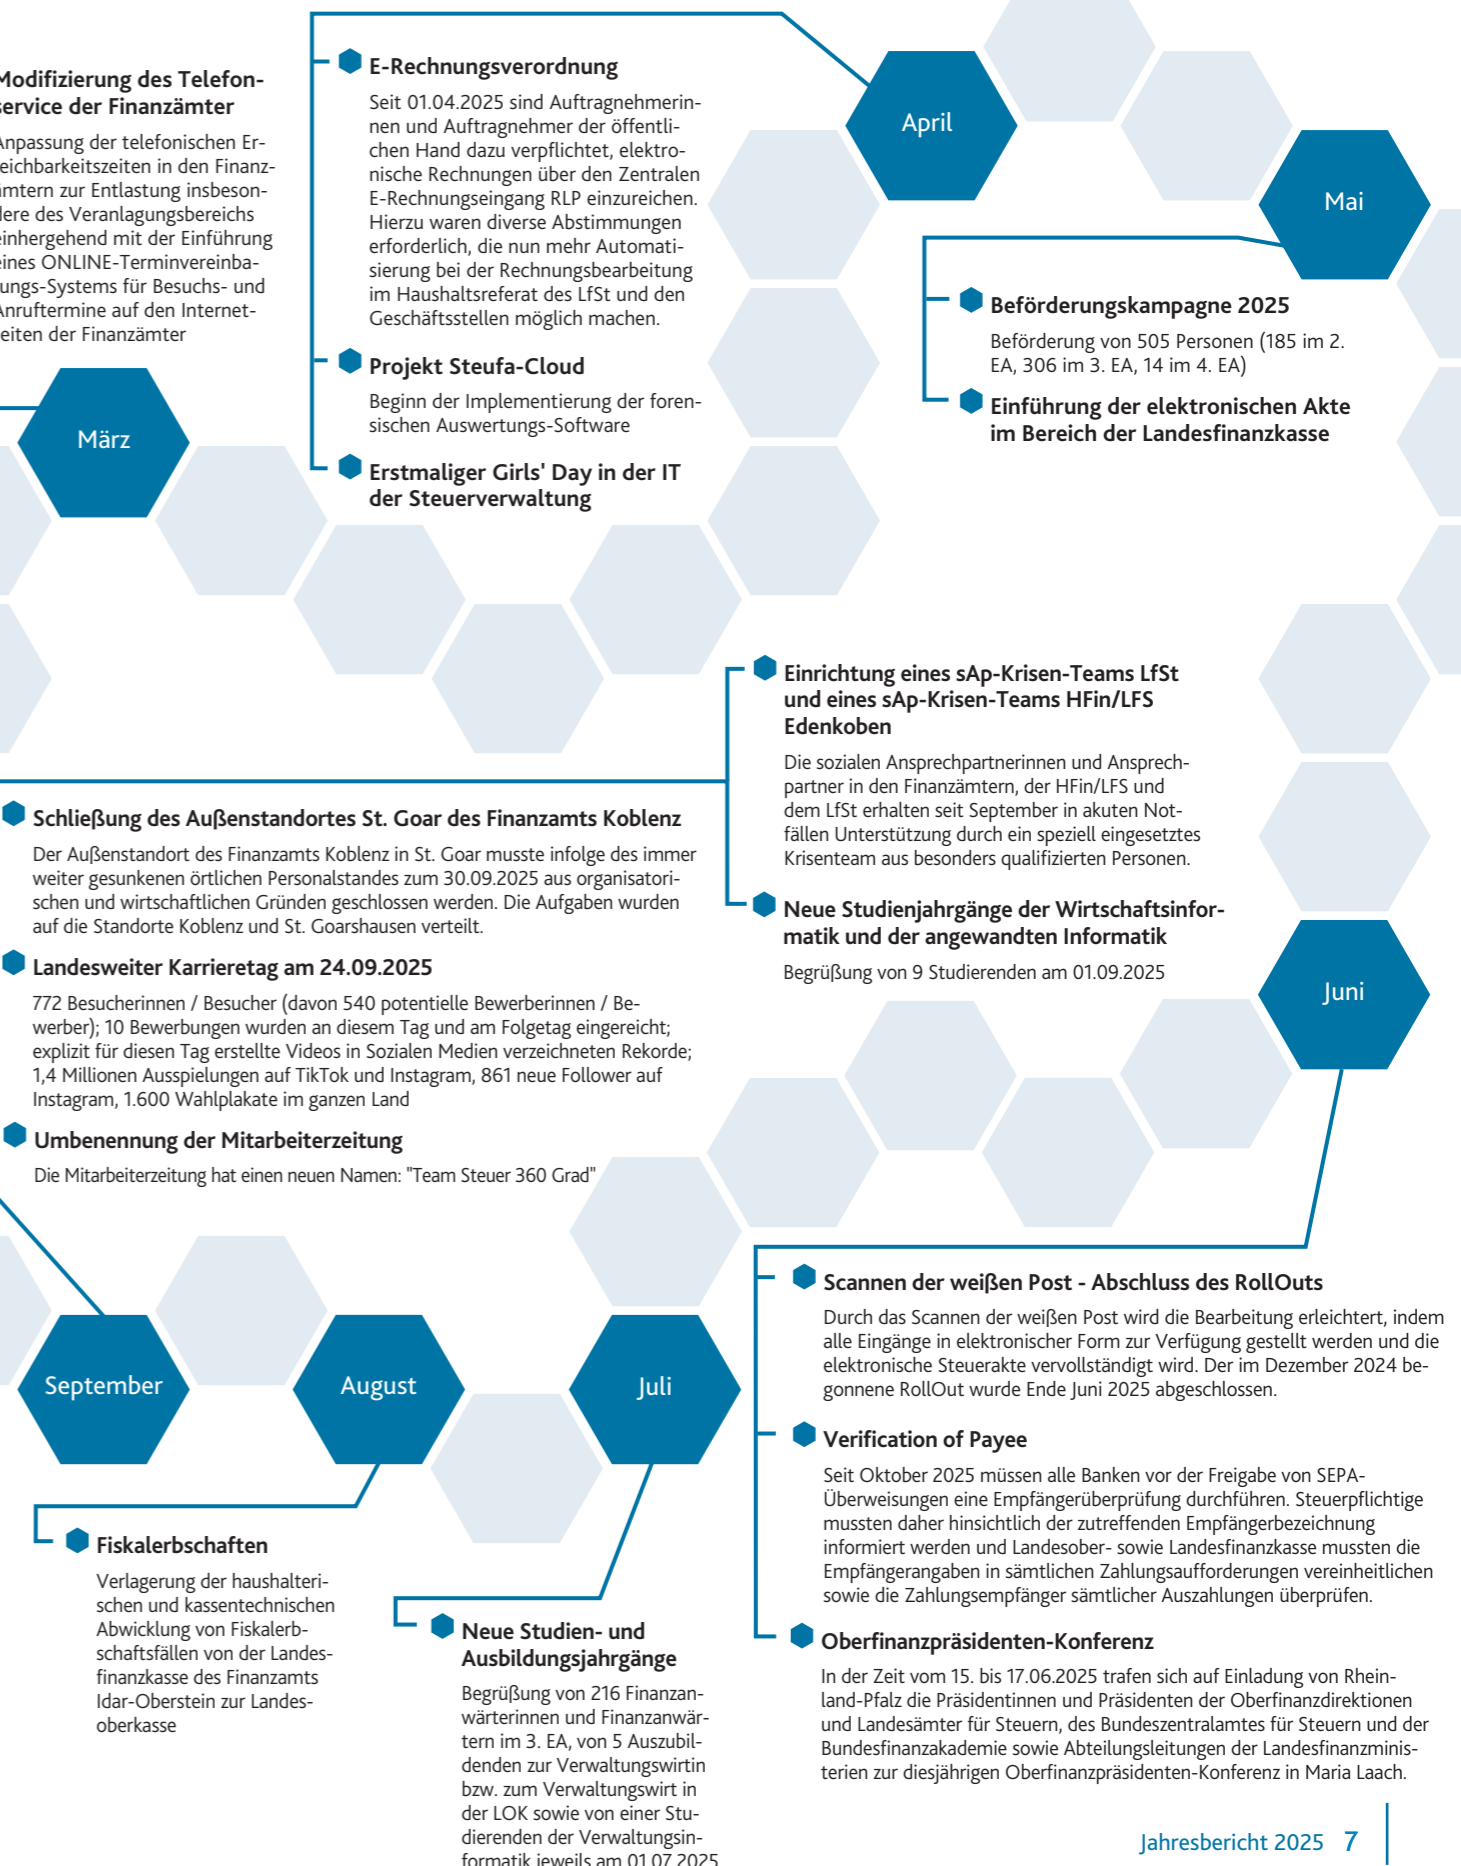 Modifizierung des Telefon-
service der Finanzämter
Anpassung der telefonischen Er-
reichbarkeitszeiten in den Finanz-
ämtern zur Entlastung insbeson-
dere des Veranlagungsbereichs
einhergehend mit der Einführung
eines ONLINE-Terminvereinba-
rungs-Systems für Besuchs- und
Anruftermine auf den Internet-
seiten der Finanzämter
März
E-Rechnungsverordnung
Seit 01.04.2025 sind Auftragnehmerin-
nen und Auftragnehmer der öffentli-
chen Hand dazu verpflichtet, elektro-
nische Rechnungen über den Zentralen
E-Rechnungseingang RLP einzureichen.
Hierzu waren diverse Abstimmungen
erforderlich, die nun mehr Automati-
sierung bei der Rechnungsbearbeitung
im Haushaltsreferat des LfSt und den
Geschäftsstellen möglich machen.
Projekt Steufa-Cloud
Beginn der Implementierung der foren-
sischen Auswertungs-Software
Erstmaliger Girls' Day in der IT
der Steuerverwaltung
April
Mai
Beförderungskampagne 2025
Beförderung von 505 Personen (185 im 2.
EA, 306 im 3. EA, 14 im 4. EA)
Einführung der elektronischen Akte
im Bereich der Landesfinanzkasse
Einrichtung eines sAp-Krisen-Teams LfSt
und eines sAp-Krisen-Teams HFin/LFS
Edenkoben
Die sozialen Ansprechpartnerinnen und Ansprech-
partner in den Finanzämtern, der HFin/LFS und
dem LfSt erhalten seit September in akuten Not-
fällen Unterstützung durch ein speziell eingesetztes
Krisenteam aus besonders qualifizierten Personen.
Neue Studienjahrgänge der Wirtschaftsinfor-
matik und der angewandten Informatik
Begrüßung von 9 Studierenden am 01.09.2025
Schließung des Außenstandortes St. Goar des Finanzamts Koblenz
Der Außenstandort des Finanzamts Koblenz in St. Goar musste infolge des immer
weiter gesunkenen örtlichen Personalstandes zum 30.09.2025 aus organisatori-
schen und wirtschaftlichen Gründen geschlossen werden. Die Aufgaben wurden
auf die Standorte Koblenz und St. Goarshausen verteilt.
Landesweiter Karrieretag am 24.09.2025
772 Besucherinnen / Besucher (davon 540 potentielle Bewerberinnen / Be-
werber); 10 Bewerbungen wurden an diesem Tag und am Folgetag eingereicht;
explizit für diesen Tag erstellte Videos in Sozialen Medien verzeichneten Rekorde;
1,4 Millionen Ausspielungen auf TikTok und Instagram, 861 neue Follower auf
Instagram, 1.600 Wahlplakate im ganzen Land
Umbenennung der Mitarbeiterzeitung
Die Mitarbeiterzeitung hat einen neuen Namen: "Team Steuer 360 Grad"
Juni
September
August
Juli
Scannen der weißen Post - Abschluss des RollOuts
Durch das Scannen der weißen Post wird die Bearbeitung erleichtert, indem
alle Eingänge in elektronischer Form zur Verfügung gestellt werden und die
elektronische Steuerakte vervollständigt wird. Der im Dezember 2024 be-
gonnene RollOut wurde Ende Juni 2025 abgeschlossen.
Verification of Payee
Seit Oktober 2025 müssen alle Banken vor der Freigabe von SEPA-
Überweisungen eine Empfängerüberprüfung durchführen. Steuerpflichtige
mussten daher hinsichtlich der zutreffenden Empfängerbezeichnung
informiert werden und Landesober- sowie Landesfinanzkasse mussten die
Empfängerangaben in sämtlichen Zahlungsaufforderungen vereinheitlichen
sowie die Zahlungsempfänger sämtlicher Auszahlungen überprüfen.
Oberfinanzpräsidenten-Konferenz
In der Zeit vom 15. bis 17.06.2025 trafen sich auf Einladung von Rhein-
land-Pfalz die Präsidentinnen und Präsidenten der Oberfinanzdirektionen
und Landesämter für Steuern, des Bundeszentralamtes für Steuern und der
Bundesfinanzakademie sowie Abteilungsleitungen der Landesfinanzminis-
terien zur diesjährigen Oberfinanzpräsidenten-Konferenz in Maria Laach.
Fiskalerbschaften
Verlagerung der haushalteri-
schen und kassentechnischen
Abwicklung von Fiskalerb-
schaftsfällen von der Landes-
finanzkasse des Finanzamts
Idar-Oberstein zur Landes-
oberkasse
Neue Studien- und
Ausbildungsjahrgänge
Begrüßung von 216 Finanzan-
wärterinnen und Finanzanwär-
tern im 3. EA, von 5 Auszubil-
denden zur Verwaltungswirtin
bzw. zum Verwaltungswirt in
der LOK sowie von einer Stu-
dierenden der Verwaltungsin-
formatik jeweils am 01.07.2025
Jahresbericht 2025 7